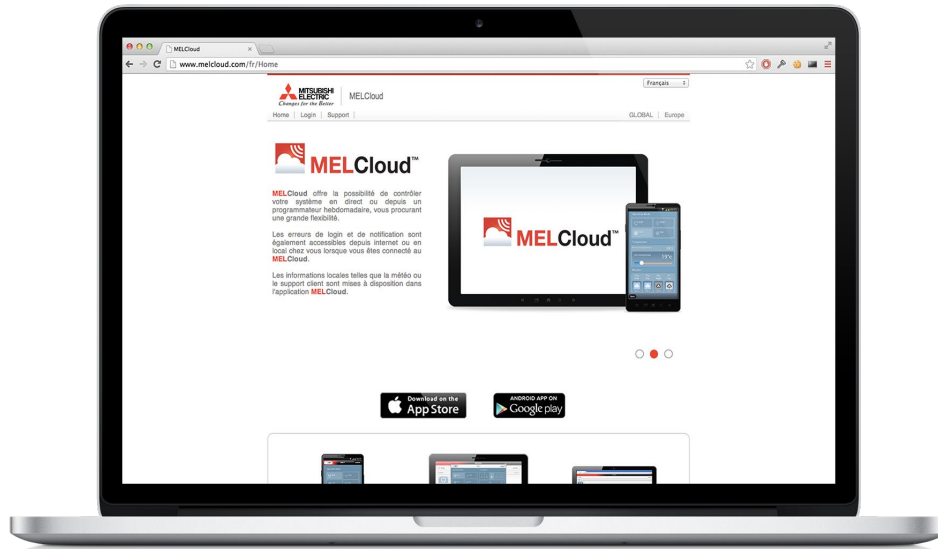 MELCloud
www.melcloud.com/fr/Home
Français
MITSUBISHI
ELECTRIC
Changes for the Better
MELCloud
Home | Login | Support |
GLOBAL | Europe
MELCloud™
MELCloud offre la possibilité de contrôler
votre système en direct ou depuis un
programmateur hebdomadaire, vous procurant
une grande flexibilité.
Les erreurs de login et de notification sont
également accessibles depuis internet ou en
local chez vous lorsque vous êtes connecté au
MELCloud.
Les informations locales telles que la météo ou
le support client sont mises à disposition dans
l'application MELCloud.
MELCloud™
Download on the
App Store
ANDROID APP ON
Google play